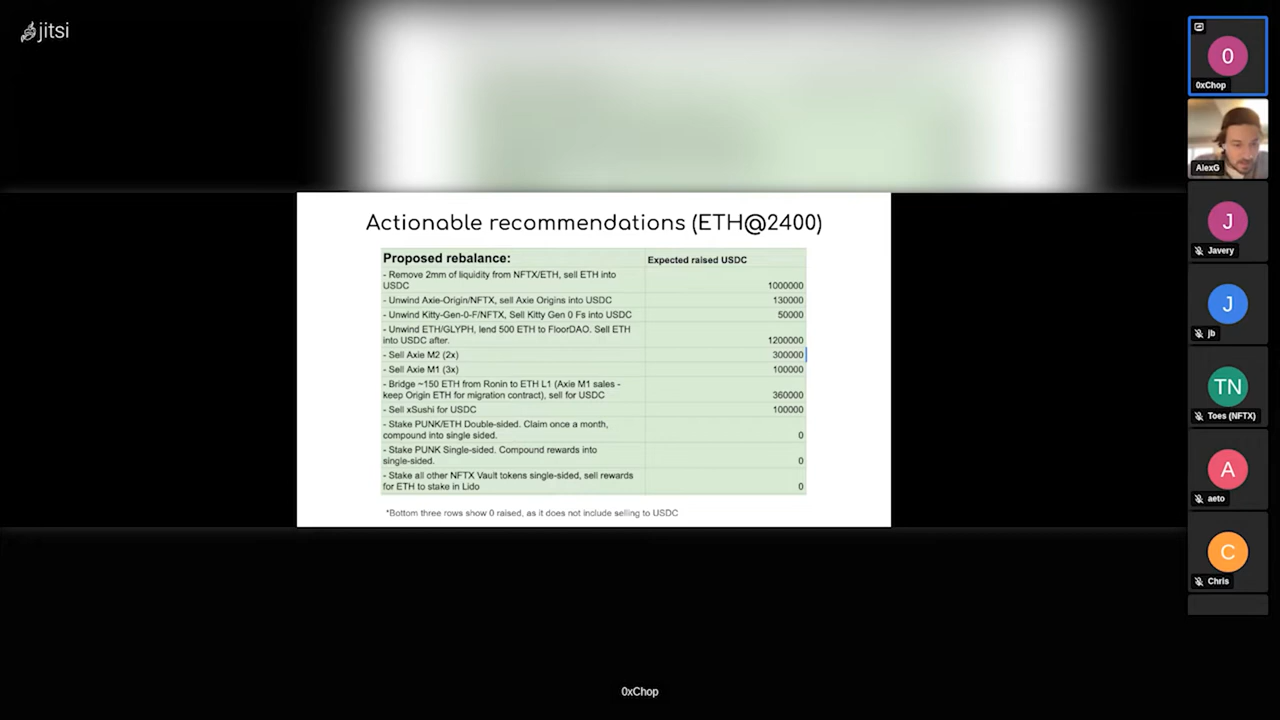 jitsi
Actionable recommendations (ETH@2400)
Proposed rebalance:
Expected raised USDC
- Remove 2mm of liquidity from NFTX/ETH, sell ETH into
USDC
1000000
- Unwind Axie-Origin/NFTX, sell Axie Origins into USDC
130000
- Unwind Kitty-Gen-0-F/NFTX, Sell Kitty Gen 0 Fs into USDC
50000
- Unwind ETH/GLYPH, lend 500 ETH to FloorDAO. Sell ETH
into USDC after.
1200000
- Sell Axie M2 (2x)
300000
- Sell Axie M1 (3x)
100000
- Bridge ~150 ETH from Ronin to ETH L1 (Axie M1 sales -
keep Origin ETH for migration contract), sell for USDC
360000
- Sell xSushi for USDC
100000
- Stake PUNK/ETH Double-sided. Claim once a month,
compound into single sided.
0
- Stake PUNK Single-sided. Compound rewards into
single-sided.
0
- Stake all other NFTX Vault tokens single-sided, sell rewards
for ETH to stake in Lido
0
*Bottom three rows show 0 raised, as it does not include selling to USDC
0
0xChop
AlexG
J
Javery
J
jb
TN
Toes (NFTX)
A
aeto
C
Chris
0xChop